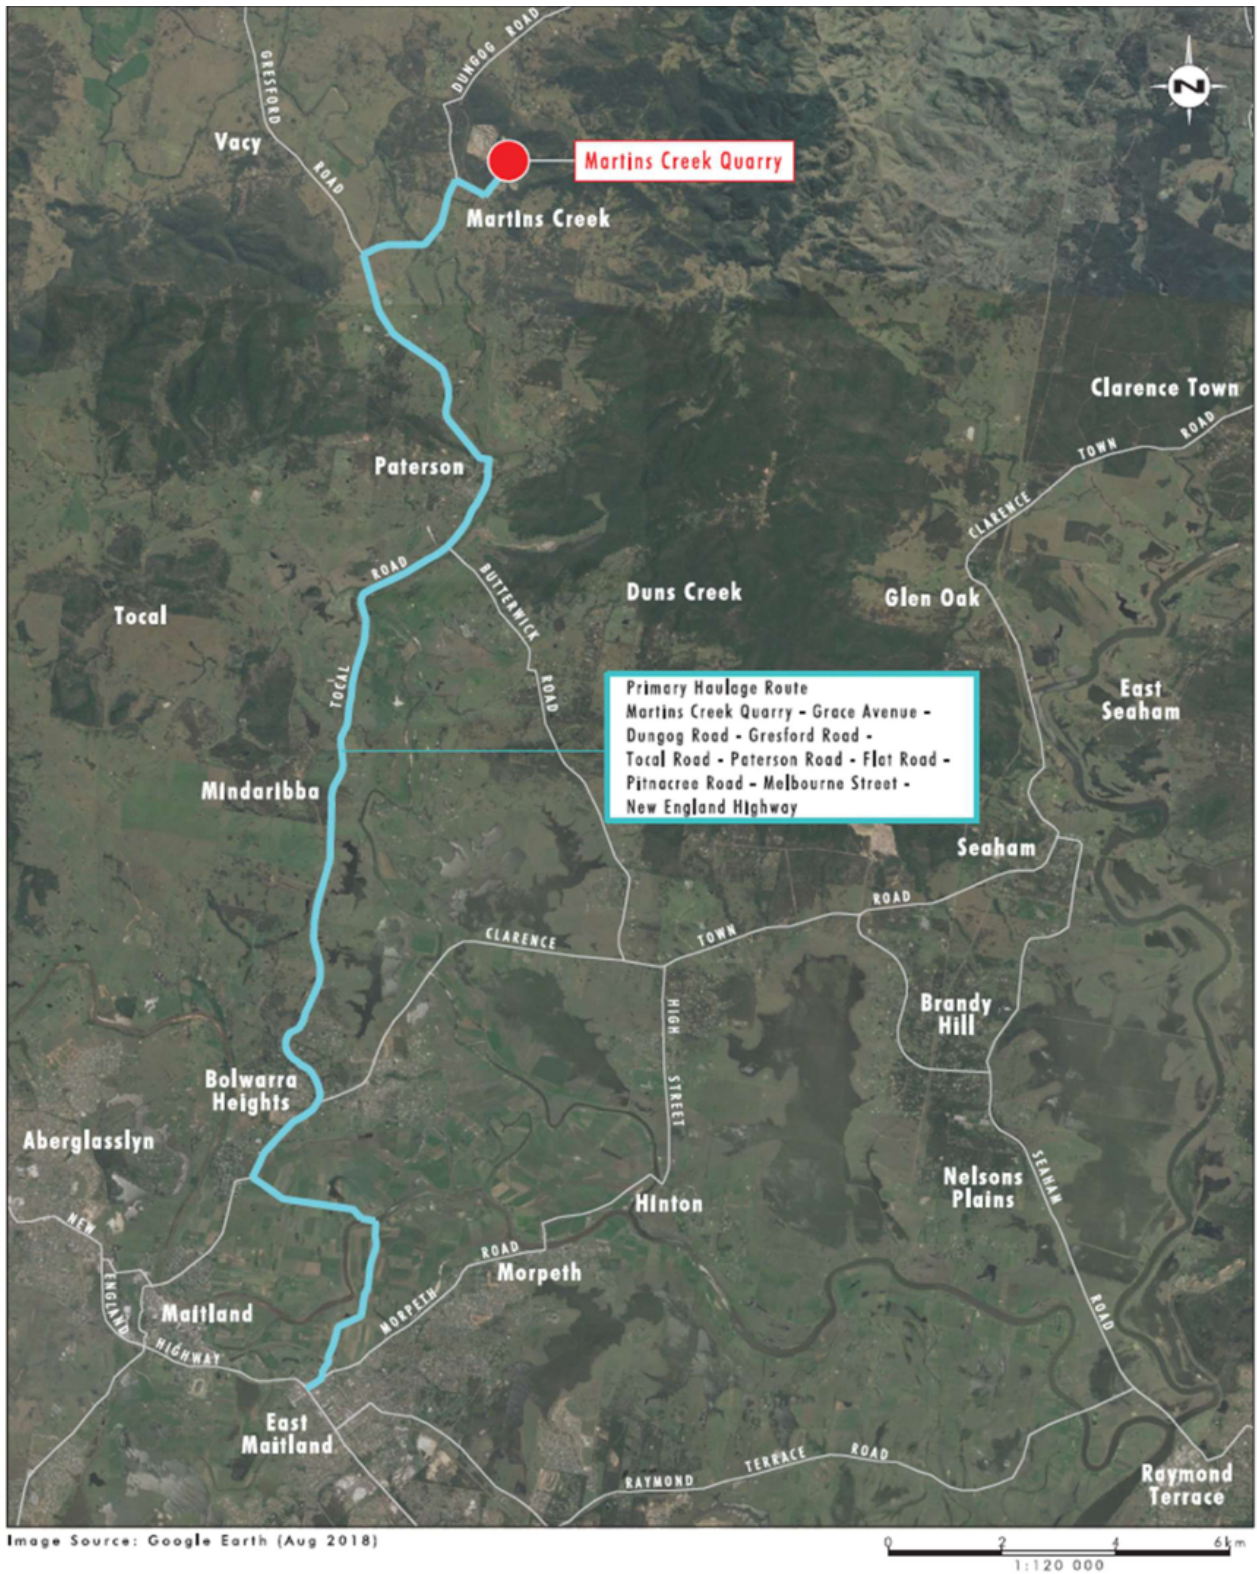 GRESFORD
ROAD
DUNGOG ROAD
N
Vacy
Martins Creek Quarry
Martins Creek
Clarence Town
CLARENCE
TOWN
ROAD
Paterson
ROAD
BUTTERWICK
ROAD
Duns Creek
Glen Oak
Tocal
TOCAL
East
Seaham
Primary Haulage Route
Martins Creek Quarry - Grace Avenue -
Dungog Road - Gresford Road -
Tocal Road - Paterson Road - Flat Road -
Pitnacree Road - Melbourne Street -
New England Highway
Mindaribba
Seaham
CLARENCE
TOWN
ROAD
HIGH
STREET
Brandy
Hill
Bolwarra
Heights
Aberglasslyn
Nelsons
Plains
SEAHAM
ROAD
Hinton
NEW
ENGLAND
HIGHWAY
MORPETH
ROAD
Morpeth
Maitland
East
Maitland
RAYMOND
TERRACE
ROAD
Raymond
Terrace
Image Source: Google Earth (Aug 2018)
0 2 4 6km
1:120 000